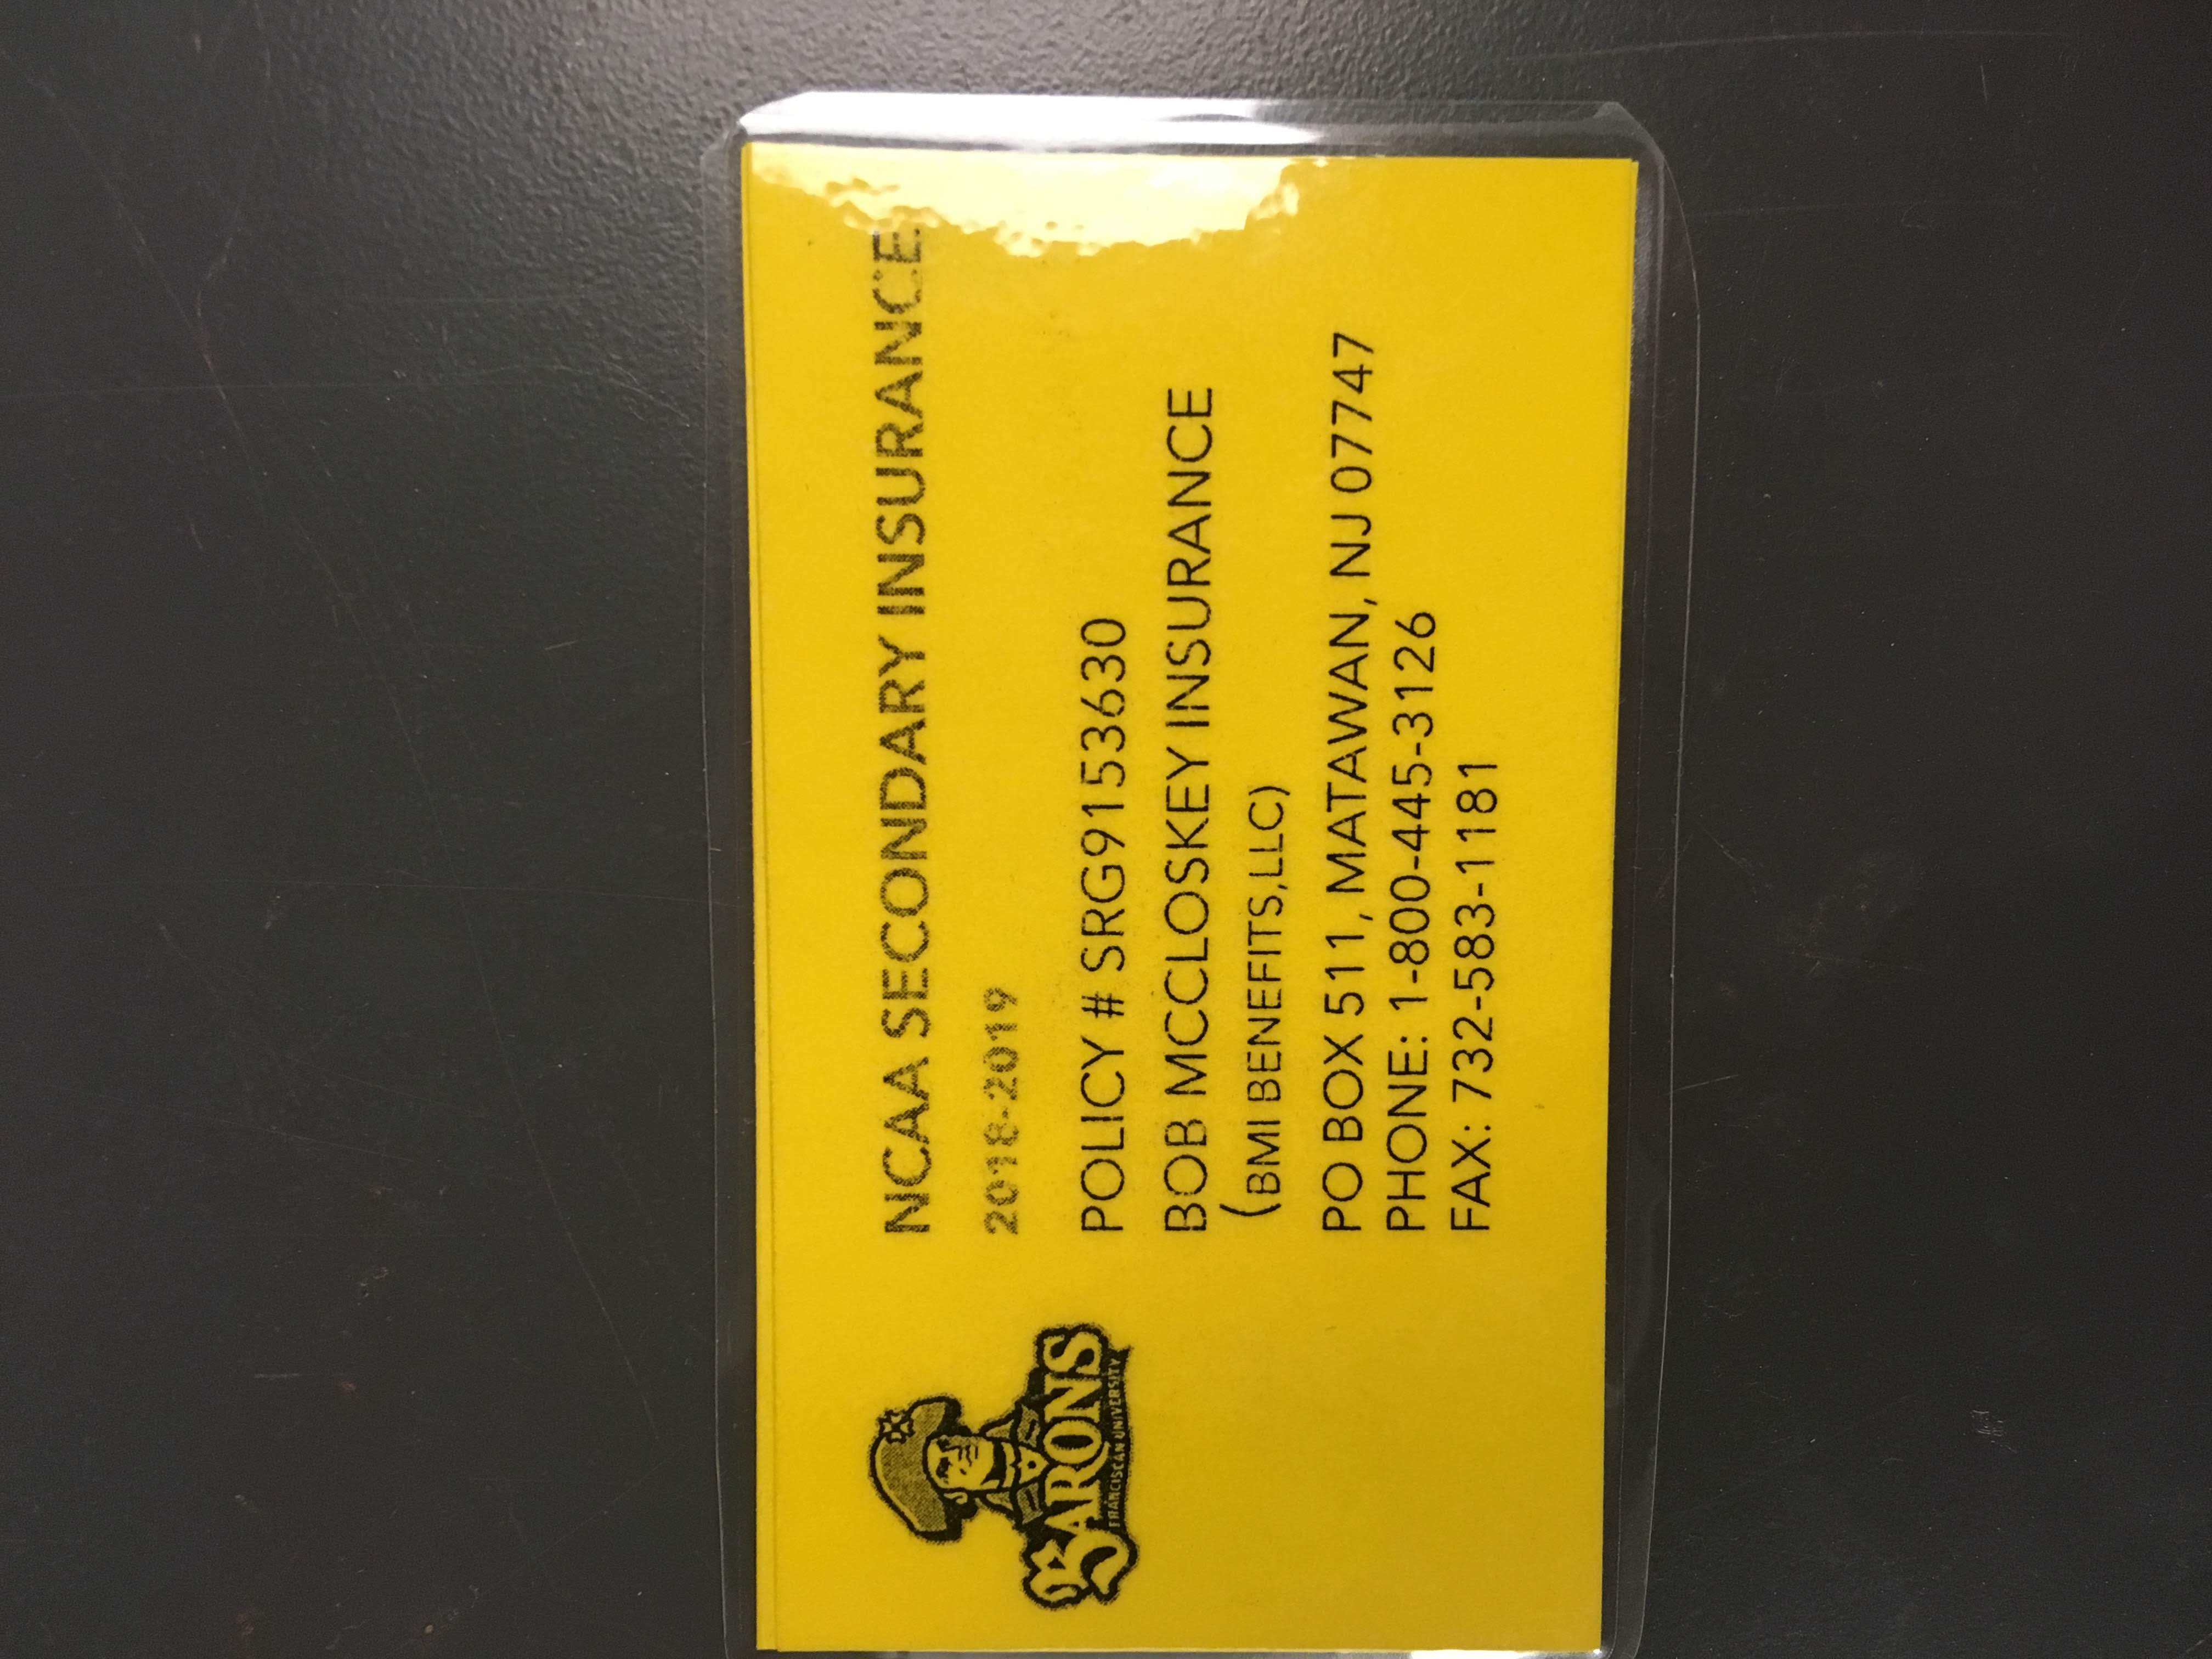 NCAA SECONDARY INSURANCE
2018-2019
POLICY # SRG9153630
BOB MCCLOSKEY INSURANCE
(BMI BENEFITS,LLC)
PO BOX 511, MATAWAN, NJ 07747
PHONE: 1-800-445-3126
FAX: 732-583-1181
BARONS
FRANCISCAN UNIVERSITY